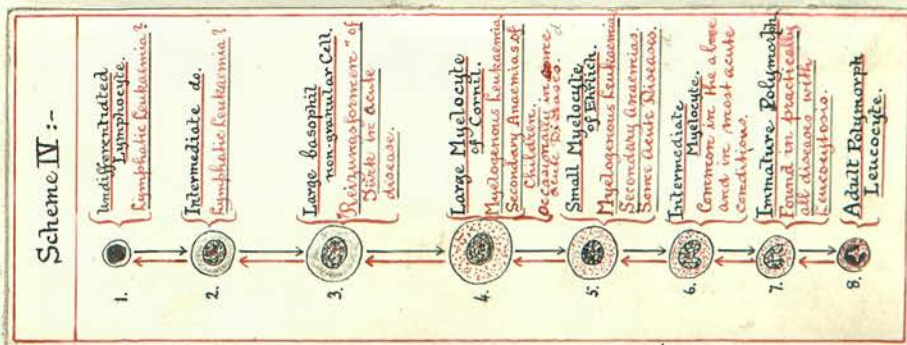 Scheme IV :-
1.
Undifferentiated
Lymphocyte.
Lymphatic Leukaemia?
2.
Intermediate do.
Lymphatic Leukaemia?
3.
Large basophil
non-granular Cell.
"Reizungsformen" of
Türk in acute
disease.
4.
Large Myelocyte
of Cornil.
Myelogenous Leukaemia
Secondary Anaemias of
Children.
occasionally in some
acute Diseases.
5.
Small Myelocyte
of Ehrlich.
Myelogenous Leukaemia
Secondary Anaemias.
Some Acute Diseases.
6.
Intermediate
Myelocyte.
Common in the above
and in most acute
conditions.
7.
Immature Polymorph
Found in practically
all diseases with
Leucocytosis.
8.
Adult Polymorph
Leucocyte.